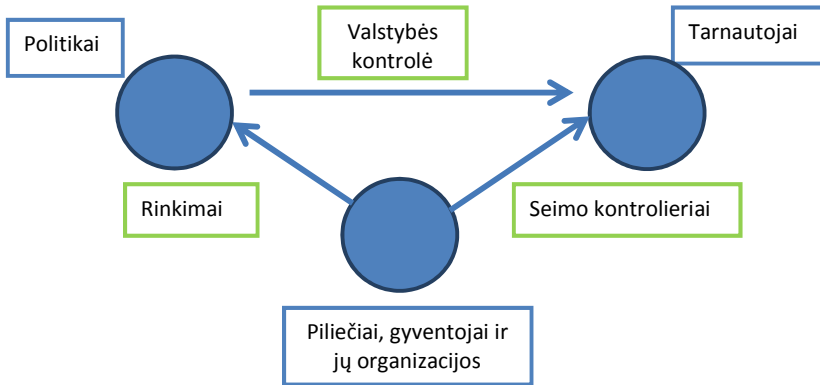 Politikai
Valstybės
kontrolė
Tarnautojai
Rinkimai
Seimo kontrolieriai
Piliečiai, gyventojai ir
jų organizacijos